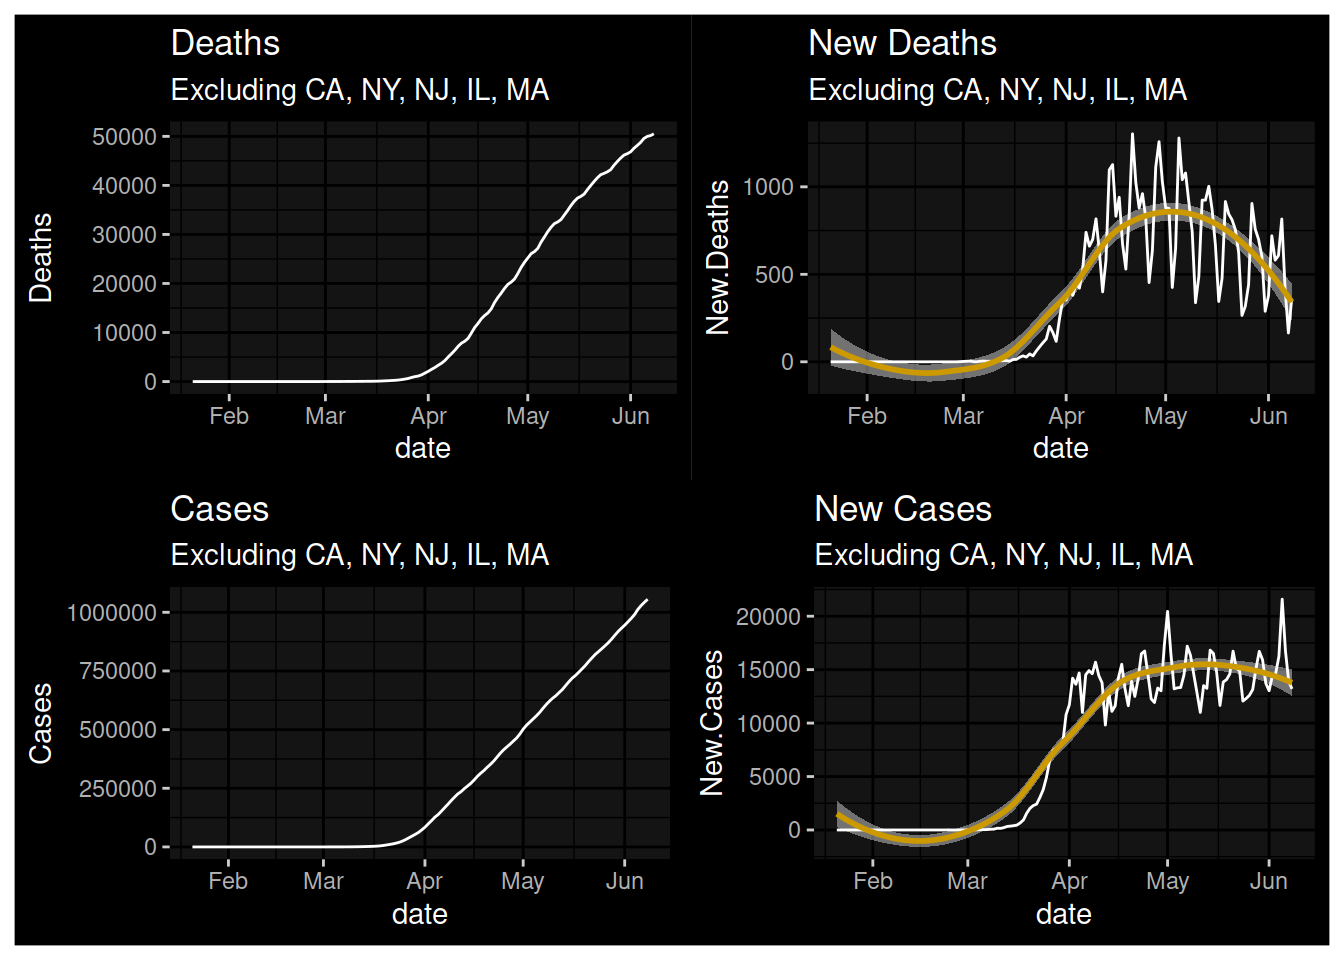 Deaths
Excluding CA, NY, NJ, IL, MA
50000
40000
30000
20000
10000
0
Deaths
Feb Mar Apr May Jun
date
New Deaths
Excluding CA, NY, NJ, IL, MA
1000
500
0
New.Deaths
Feb Mar Apr May Jun
date
Cases
Excluding CA, NY, NJ, IL, MA
1000000
750000
500000
250000
0
Cases
Feb Mar Apr May Jun
date
New Cases
Excluding CA, NY, NJ, IL, MA
20000
15000
10000
5000
0
New.Cases
Feb Mar Apr May Jun
date